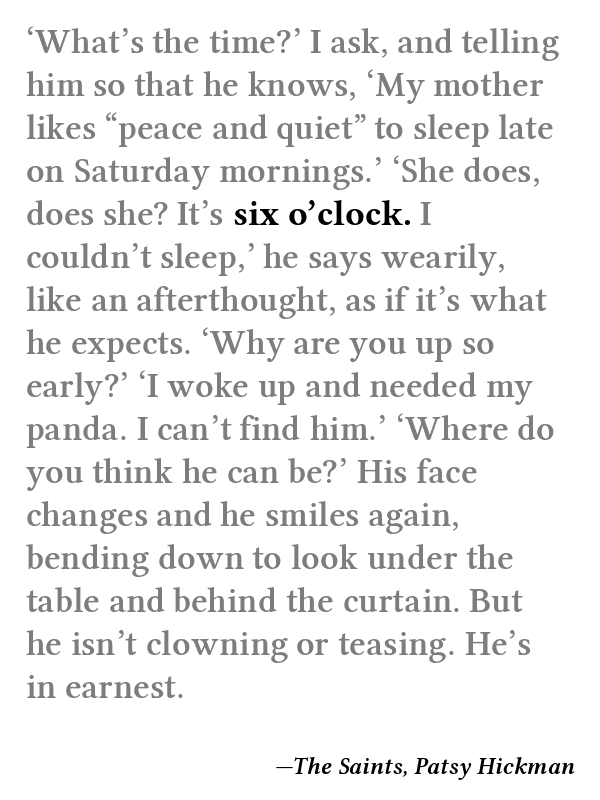 ‘What’s the time?’ I ask, and telling
him so that he knows, ‘My mother
likes “peace and quiet” to sleep late
on Saturday mornings.’ ‘She does,
does she? It’s six o’clock. I
couldn’t sleep,’ he says wearily,
like an afterthought, as if it’s what
he expects. ‘Why are you up so
early?’ ‘I woke up and needed my
panda. I can’t find him.’ ‘Where do
you think he can be?’ His face
changes and he smiles again,
bending down to look under the
table and behind the curtain. But
he isn’t clowning or teasing. He’s
in earnest.
—The Saints, Patsy Hickman